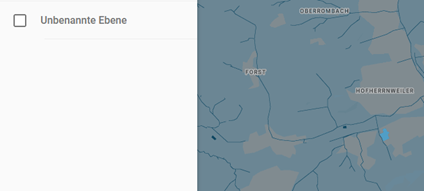 Unbenannte Ebene
OBERROMBACH
FORST
HOFHERRNWEILER